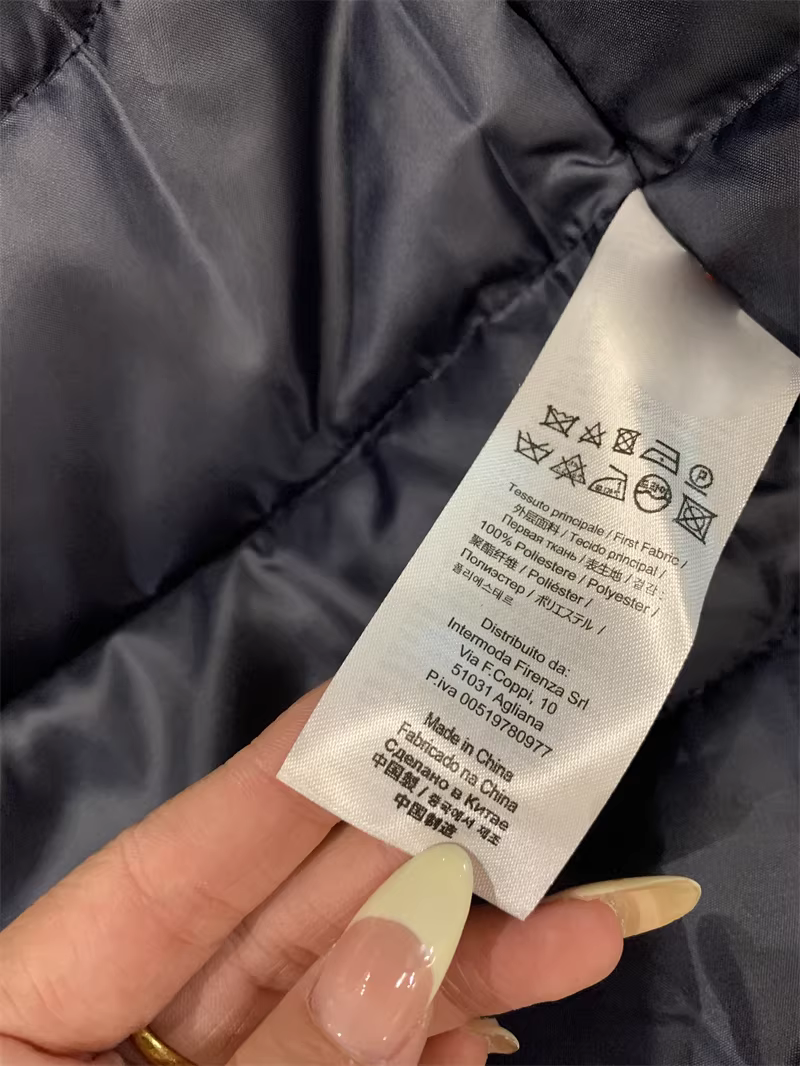 P
Tessuto principale / First Fabric /
外层面料 / Tecido principal /
Первая ткань / 表生地 / 겉감 :
100% Poliestere / Polyester /
聚酯纤维 / Poliéster /
Полиэстер / ポリエステル /
폴리에스테르
Distribuito da:
Intermoda Firenza Srl
Via F.Coppi, 10
51031 Agliana
P.iva 00519780977
Made in China
Fabricado na China
Сделано в Китае
中国製 / 중국에서 제조
中国制造